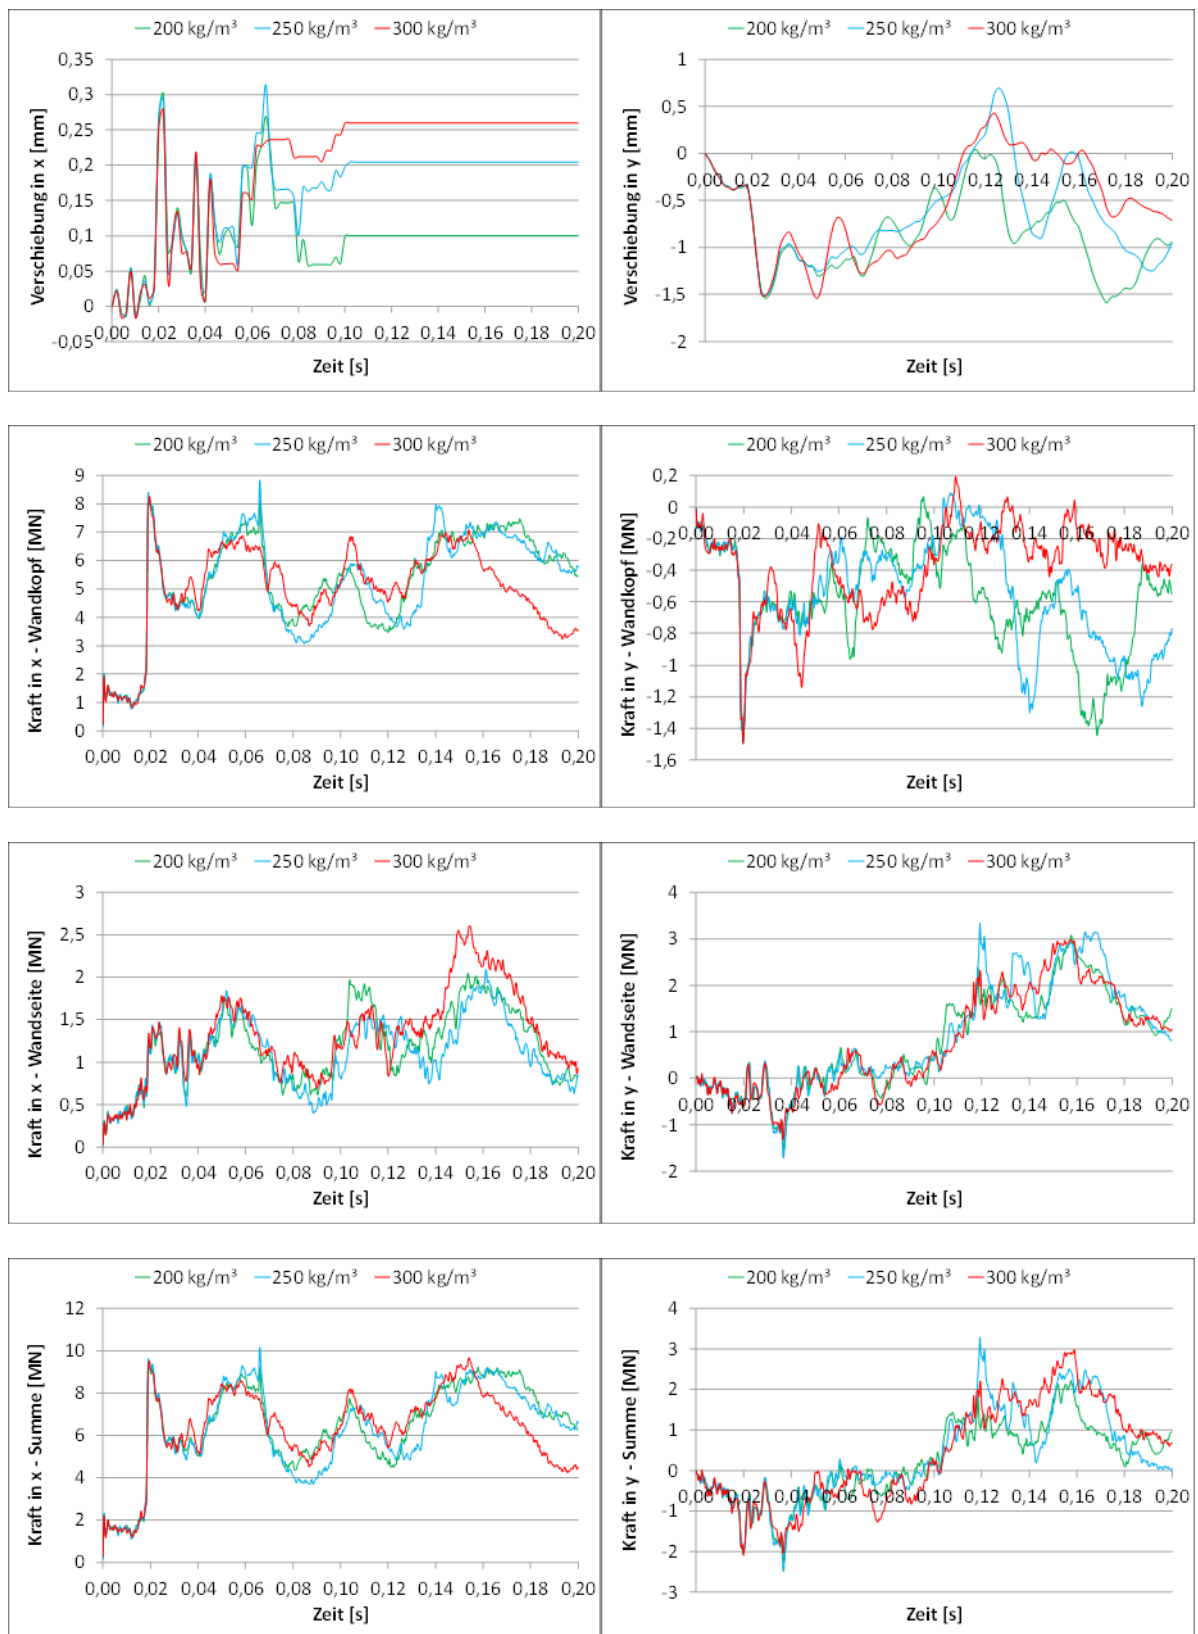 200 kg/m³ 250 kg/m³ 300 kg/m³
Verschiebung in x [mm]
0,35
0,3
0,25
0,2
0,15
0,1
0,05
0
-0,05
0,00 0,02 0,04 0,06 0,08 0,10 0,12 0,14 0,16 0,18 0,20
Zeit [s]
200 kg/m³ 250 kg/m³ 300 kg/m³
Verschiebung in y [mm]
1
0,5
0
-0,5
-1
-1,5
-2
0,00 0,02 0,04 0,06 0,08 0,10 0,12 0,14 0,16 0,18 0,20
Zeit [s]
200 kg/m³ 250 kg/m³ 300 kg/m³
Kraft in x - Wandkopf [MN]
9
8
7
6
5
4
3
2
1
0
0,00 0,02 0,04 0,06 0,08 0,10 0,12 0,14 0,16 0,18 0,20
Zeit [s]
200 kg/m³ 250 kg/m³ 300 kg/m³
Kraft in y - Wandkopf [MN]
0,2
0
-0,2
-0,4
-0,6
-0,8
-1
-1,2
-1,4
-1,6
0,00 0,02 0,04 0,06 0,08 0,10 0,12 0,14 0,16 0,18 0,20
Zeit [s]
200 kg/m³ 250 kg/m³ 300 kg/m³
Kraft in x - Wandseite [MN]
3
2,5
2
1,5
1
0,5
0
0,00 0,02 0,04 0,06 0,08 0,10 0,12 0,14 0,16 0,18 0,20
Zeit [s]
200 kg/m³ 250 kg/m³ 300 kg/m³
Kraft in y - Wandseite [MN]
4
3
2
1
0
-1
-2
0,00 0,02 0,04 0,06 0,08 0,10 0,12 0,14 0,16 0,18 0,20
Zeit [s]
200 kg/m³ 250 kg/m³ 300 kg/m³
Kraft in x - Summe [MN]
12
10
8
6
4
2
0
0,00 0,02 0,04 0,06 0,08 0,10 0,12 0,14 0,16 0,18 0,20
Zeit [s]
200 kg/m³ 250 kg/m³ 300 kg/m³
Kraft in y - Summe [MN]
4
3
2
1
0
-1
-2
-3
0,00 0,02 0,04 0,06 0,08 0,10 0,12 0,14 0,16 0,18 0,20
Zeit [s]